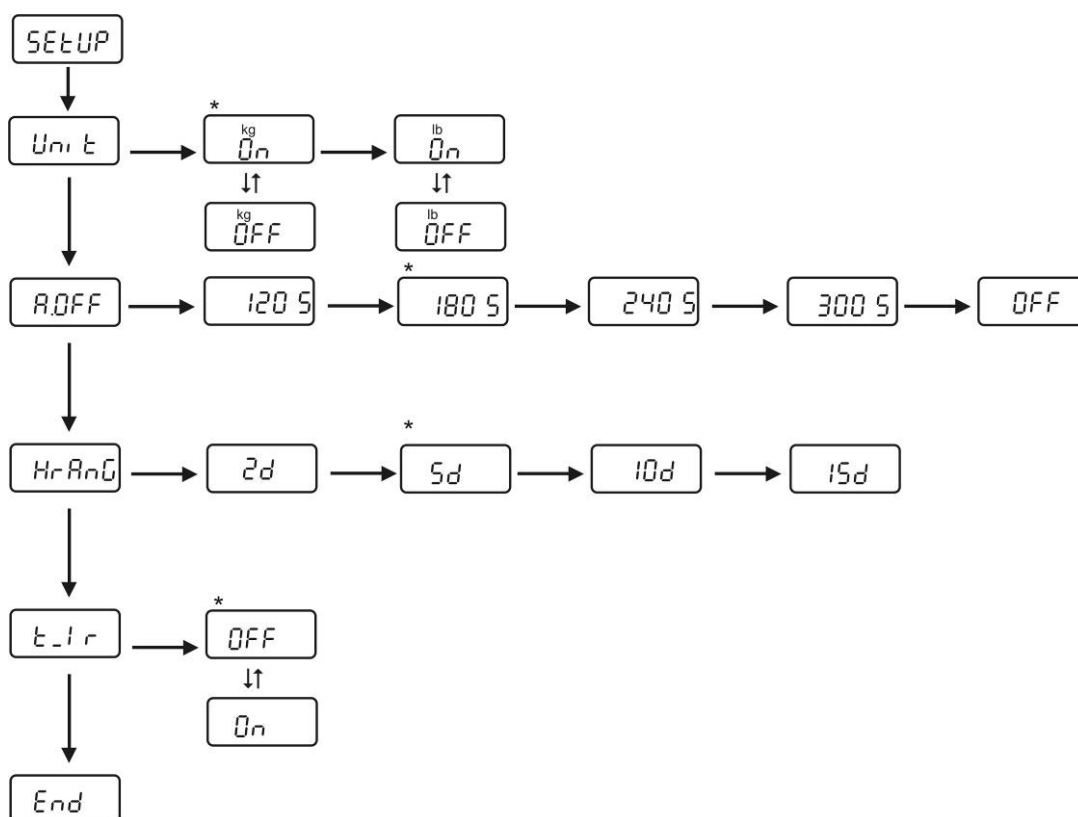 SEtUP
*
kg
lb
Unit
On
On
kg
lb
OFF
OFF
*
A.OFF
120 S
180 S
240 S
300 S
OFF
*
HrAnG
2d
5d
10d
15d
*
t_Ir
OFF
On
End